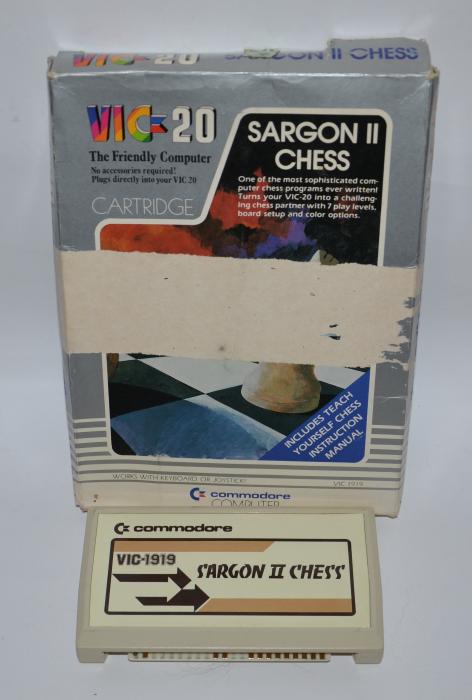 VIC-20 SARGON II CHESS
VIC-20
The Friendly Computer
No accessories required!
Plugs directly into your VIC 20
CARTRIDGE
SARGON II
CHESS
One of the most sophisticated com-
puter chess programs ever written!
Turns your VIC-20 into a challeng-
ing chess partner with 7 play levels,
board setup and color options.
INCLUDES TEACH
YOURSELF CHESS
INSTRUCTION
MANUAL
WORKS WITH KEYBOARD OR JOYSTICK!
VIC 1919
commodore
COMPUTER
commodore
VIC-1919
SARGON II CHESS